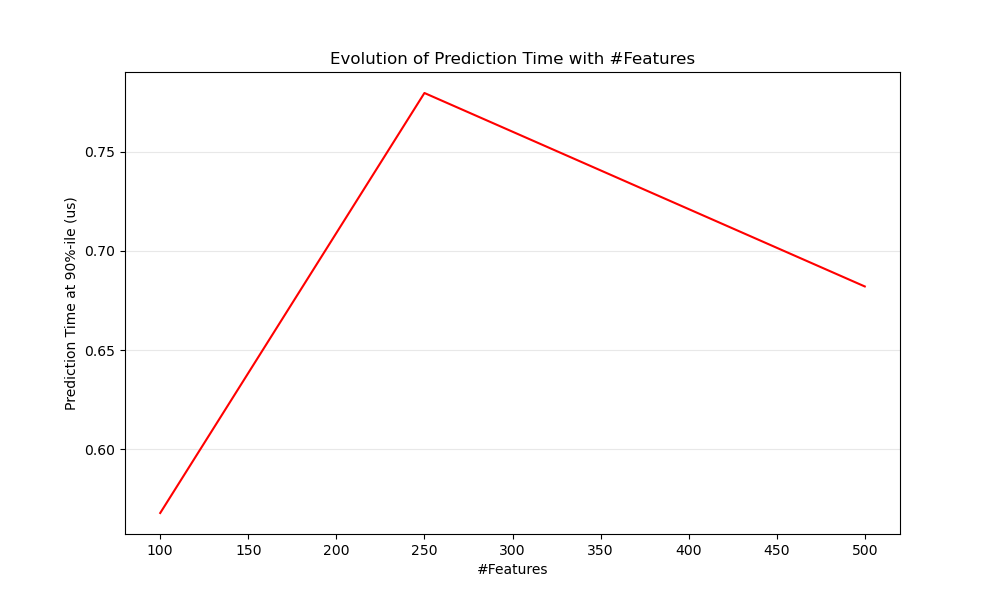 Evolution of Prediction Time with #Features
Prediction Time at 90%-ile (us)
0.75
0.70
0.65
0.60
100 150 200 250 300 350 400 450 500
#Features